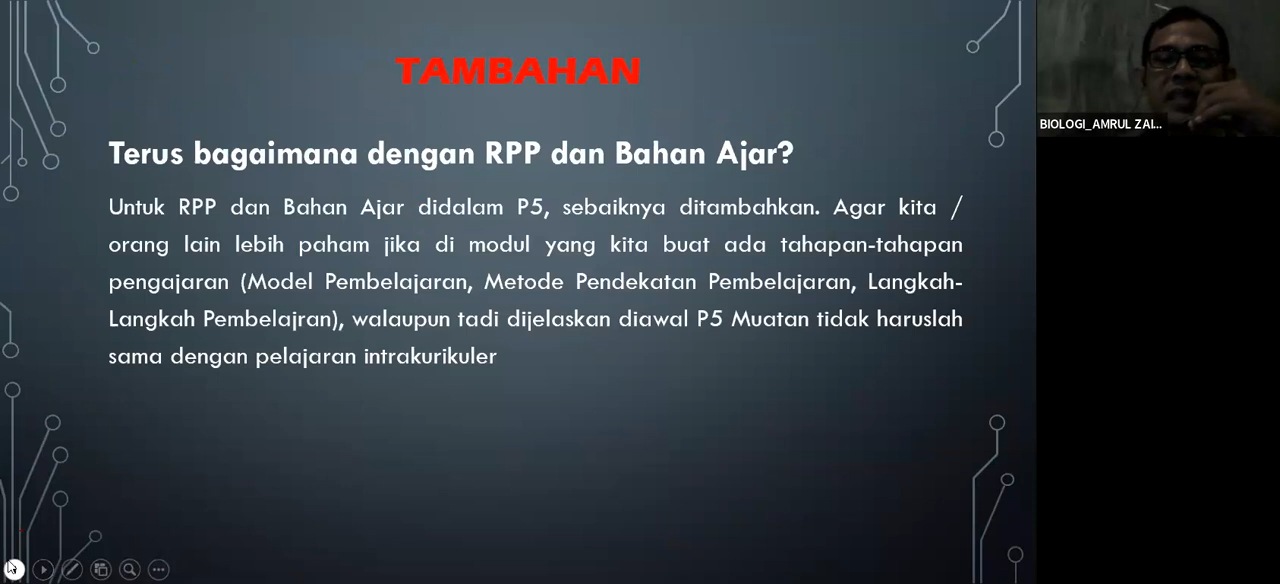 TAMBAHAN
Terus bagaimana dengan RPP dan Bahan Ajar?
Untuk RPP dan Bahan Ajar didalam P5, sebaiknya ditambahkan. Agar kita /
orang lain lebih paham jika di modul yang kita buat ada tahapan-tahapan
pengajaran (Model Pembelajaran, Metode Pendekatan Pembelajaran, Langkah-
Langkah Pembelajran), walaupun tadi dijelaskan diawal P5 Muatan tidak haruslah
sama dengan pelajaran intrakurikuler
BIOLOGI_AMRUL ZAI...